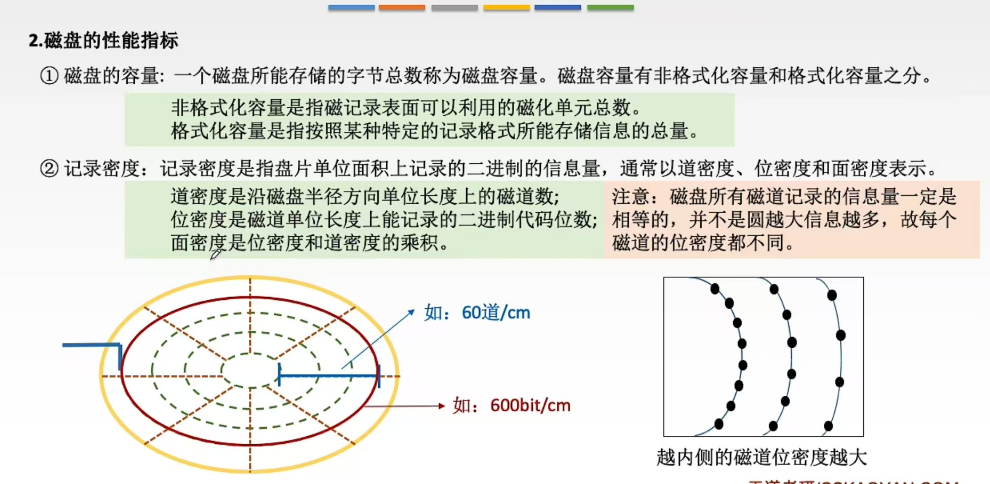 2.磁盘的性能指标
① 磁盘的容量: 一个磁盘所能存储的字节总数称为磁盘容量。磁盘容量有非格式化容量和格式化容量之分。
非格式化容量是指磁记录表面可以利用的磁化单元总数。
格式化容量是指按照某种特定的记录格式所能存储信息的总量。
② 记录密度：记录密度是指盘片单位面积上记录的二进制的信息量，通常以道密度、位密度和面密度表示。
道密度是沿磁盘半径方向单位长度上的磁道数;
位密度是磁道单位长度上能记录的二进制代码位数;
面密度是位密度和道密度的乘积。
注意：磁盘所有磁道记录的信息量一定是
相等的，并不是圆越大信息越多，故每个
磁道的位密度都不同。
如：60道/cm
如：600bit/cm
越内侧的磁道位密度越大